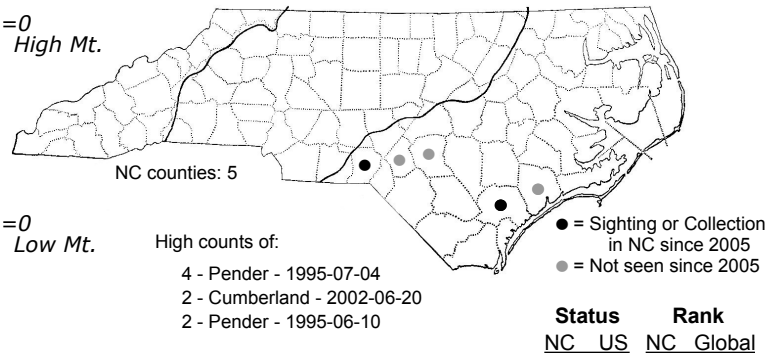 =0
High Mt.
NC counties: 5
=0
Low Mt.
High counts of:
4 - Pender - 1995-07-04
2 - Cumberland - 2002-06-20
2 - Pender - 1995-06-10
● = Sighting or Collection
in NC since 2005
● = Not seen since 2005
Status Rank
NC US NC Global